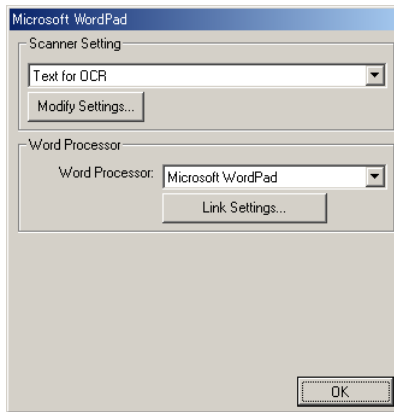 Microsoft WordPad
Scanner Setting
Text for OCR
Modify Settings...
Word Processor
Word Processor: Microsoft WordPad
Link Settings...
OK